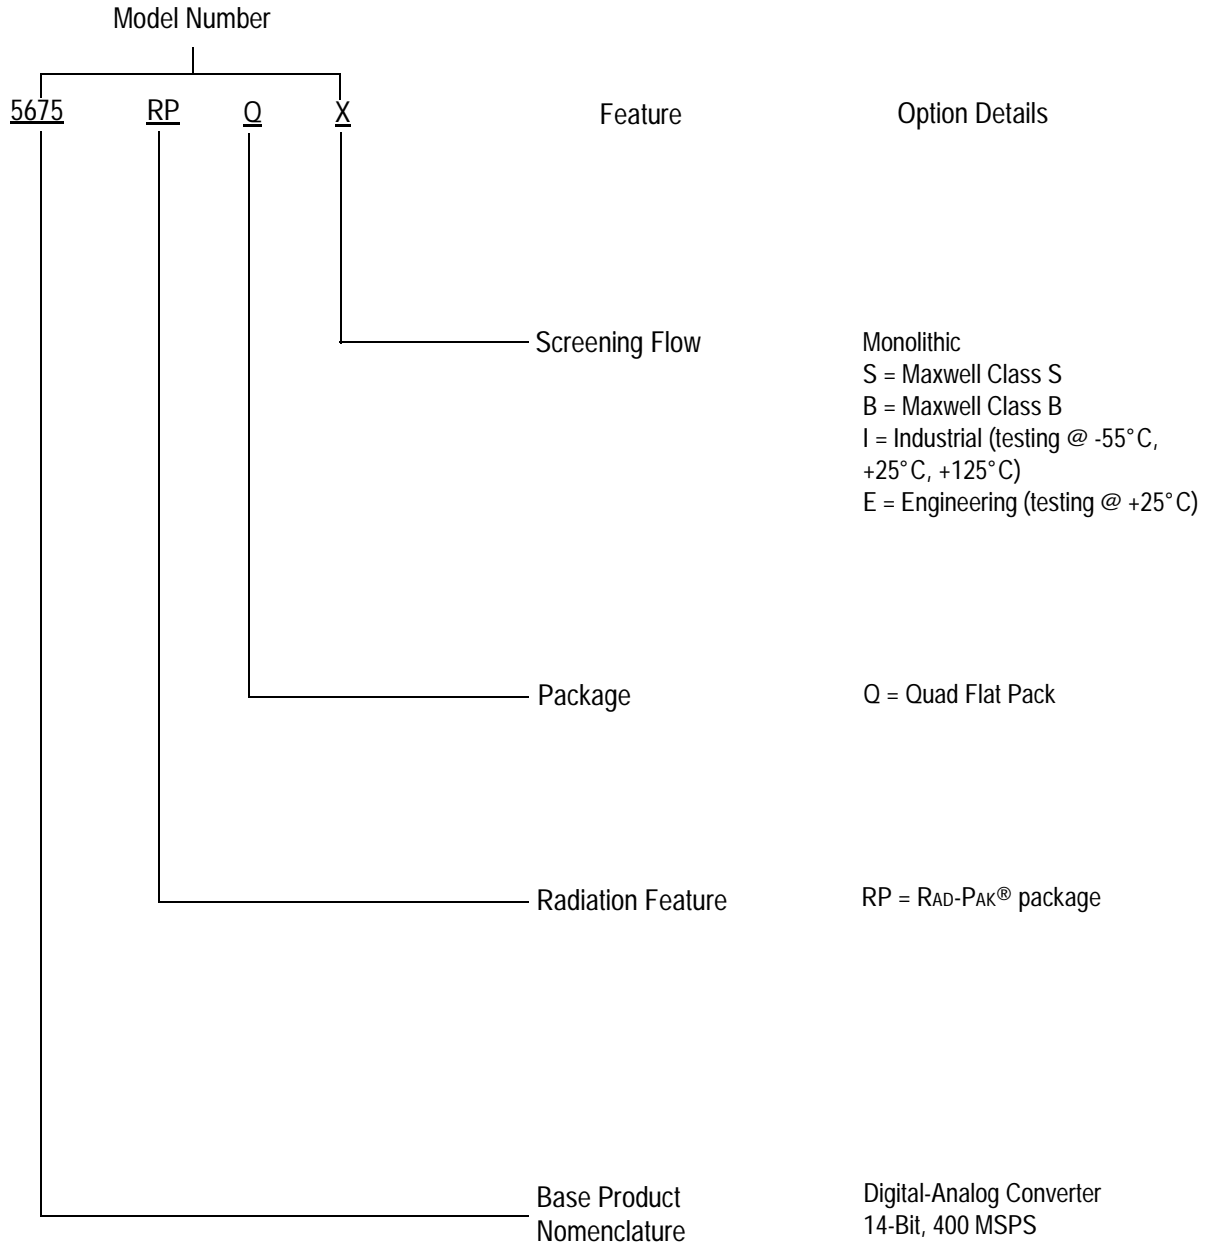 Model Number
5675 RP Q X Feature Option Details
Screening Flow
Monolithic
S = Maxwell Class S
B = Maxwell Class B
I = Industrial (testing @ -55°C,
+25°C, +125°C)
E = Engineering (testing @ +25°C)
Package
Q = Quad Flat Pack
Radiation Feature
RP = RAD-PAK® package
Base Product
Nomenclature
Digital-Analog Converter
14-Bit, 400 MSPS